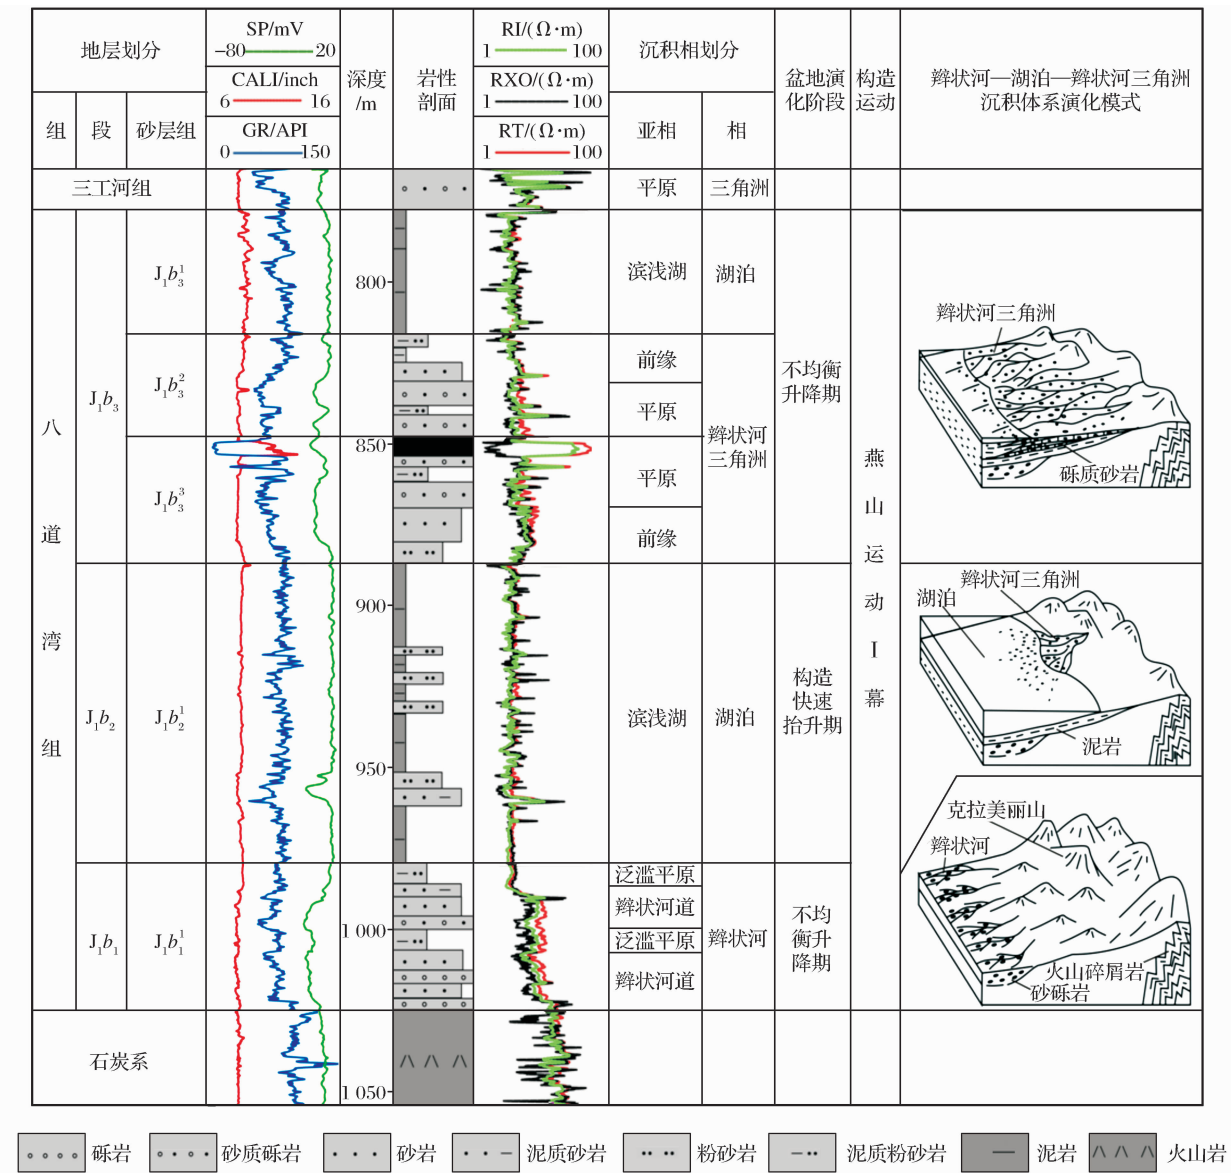 地层划分
组
段
砂层组
SP/mV
-80 20
CALI/inch
6 16
GR/API
0 150
深度
/m
岩性
剖面
RI/(Ω·m)
1 100
RXO/(Ω·m)
1 100
RT/(Ω·m)
1 100
沉积相划分
亚相
相
盆地演
化阶段
构造
运动
辫状河—湖泊—辫状河三角洲
沉积体系演化模式
三工河组
平原
三角洲
八
道
湾
组
J₁b₃
J₁b₃¹
800
滨浅湖
湖泊
J₁b₃²
前缘
平原
850
辫状河
三角洲
J₁b₃³
平原
前缘
不均衡
升降期
燕
山
运
动
I
幕
辫状河三角洲
砾质砂岩
J₁b₂
J₁b₂¹
900
950
滨浅湖
湖泊
构造
快速
抬升期
辫状河三角洲
湖泊
泥岩
J₁b₁
J₁b₁¹
1 000
泛滥平原
辫状河道
泛滥平原
辫状河道
辫状河
不均
衡升
降期
克拉美丽山
辫状河
火山碎屑岩
砂砾岩
石炭系
1 050
砾岩
砂质砾岩
砂岩
泥质砂岩
粉砂岩
泥质粉砂岩
泥岩
火山岩